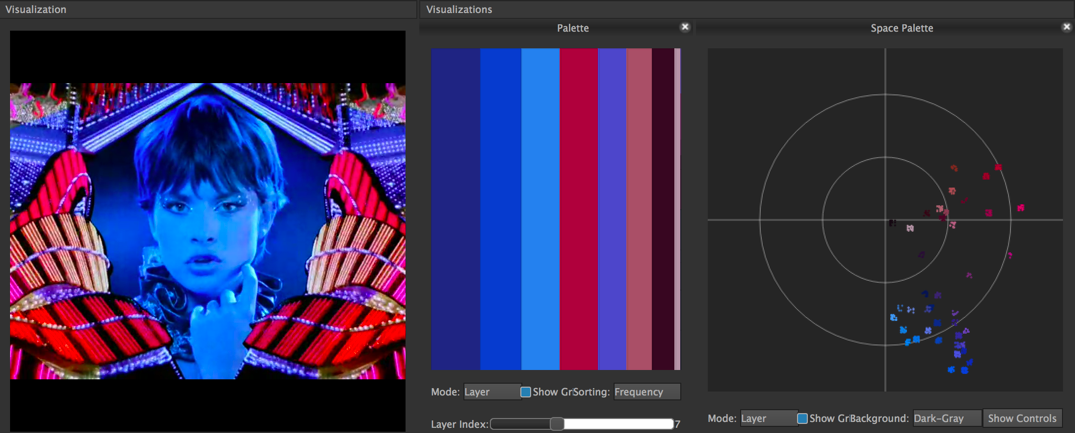 Visualization
Visualizations
Palette
Space Palette
Mode: Layer Show GrSorting: Frequency
Layer Index: 7
Mode: Layer Show GrBackground: Dark-Gray Show Controls